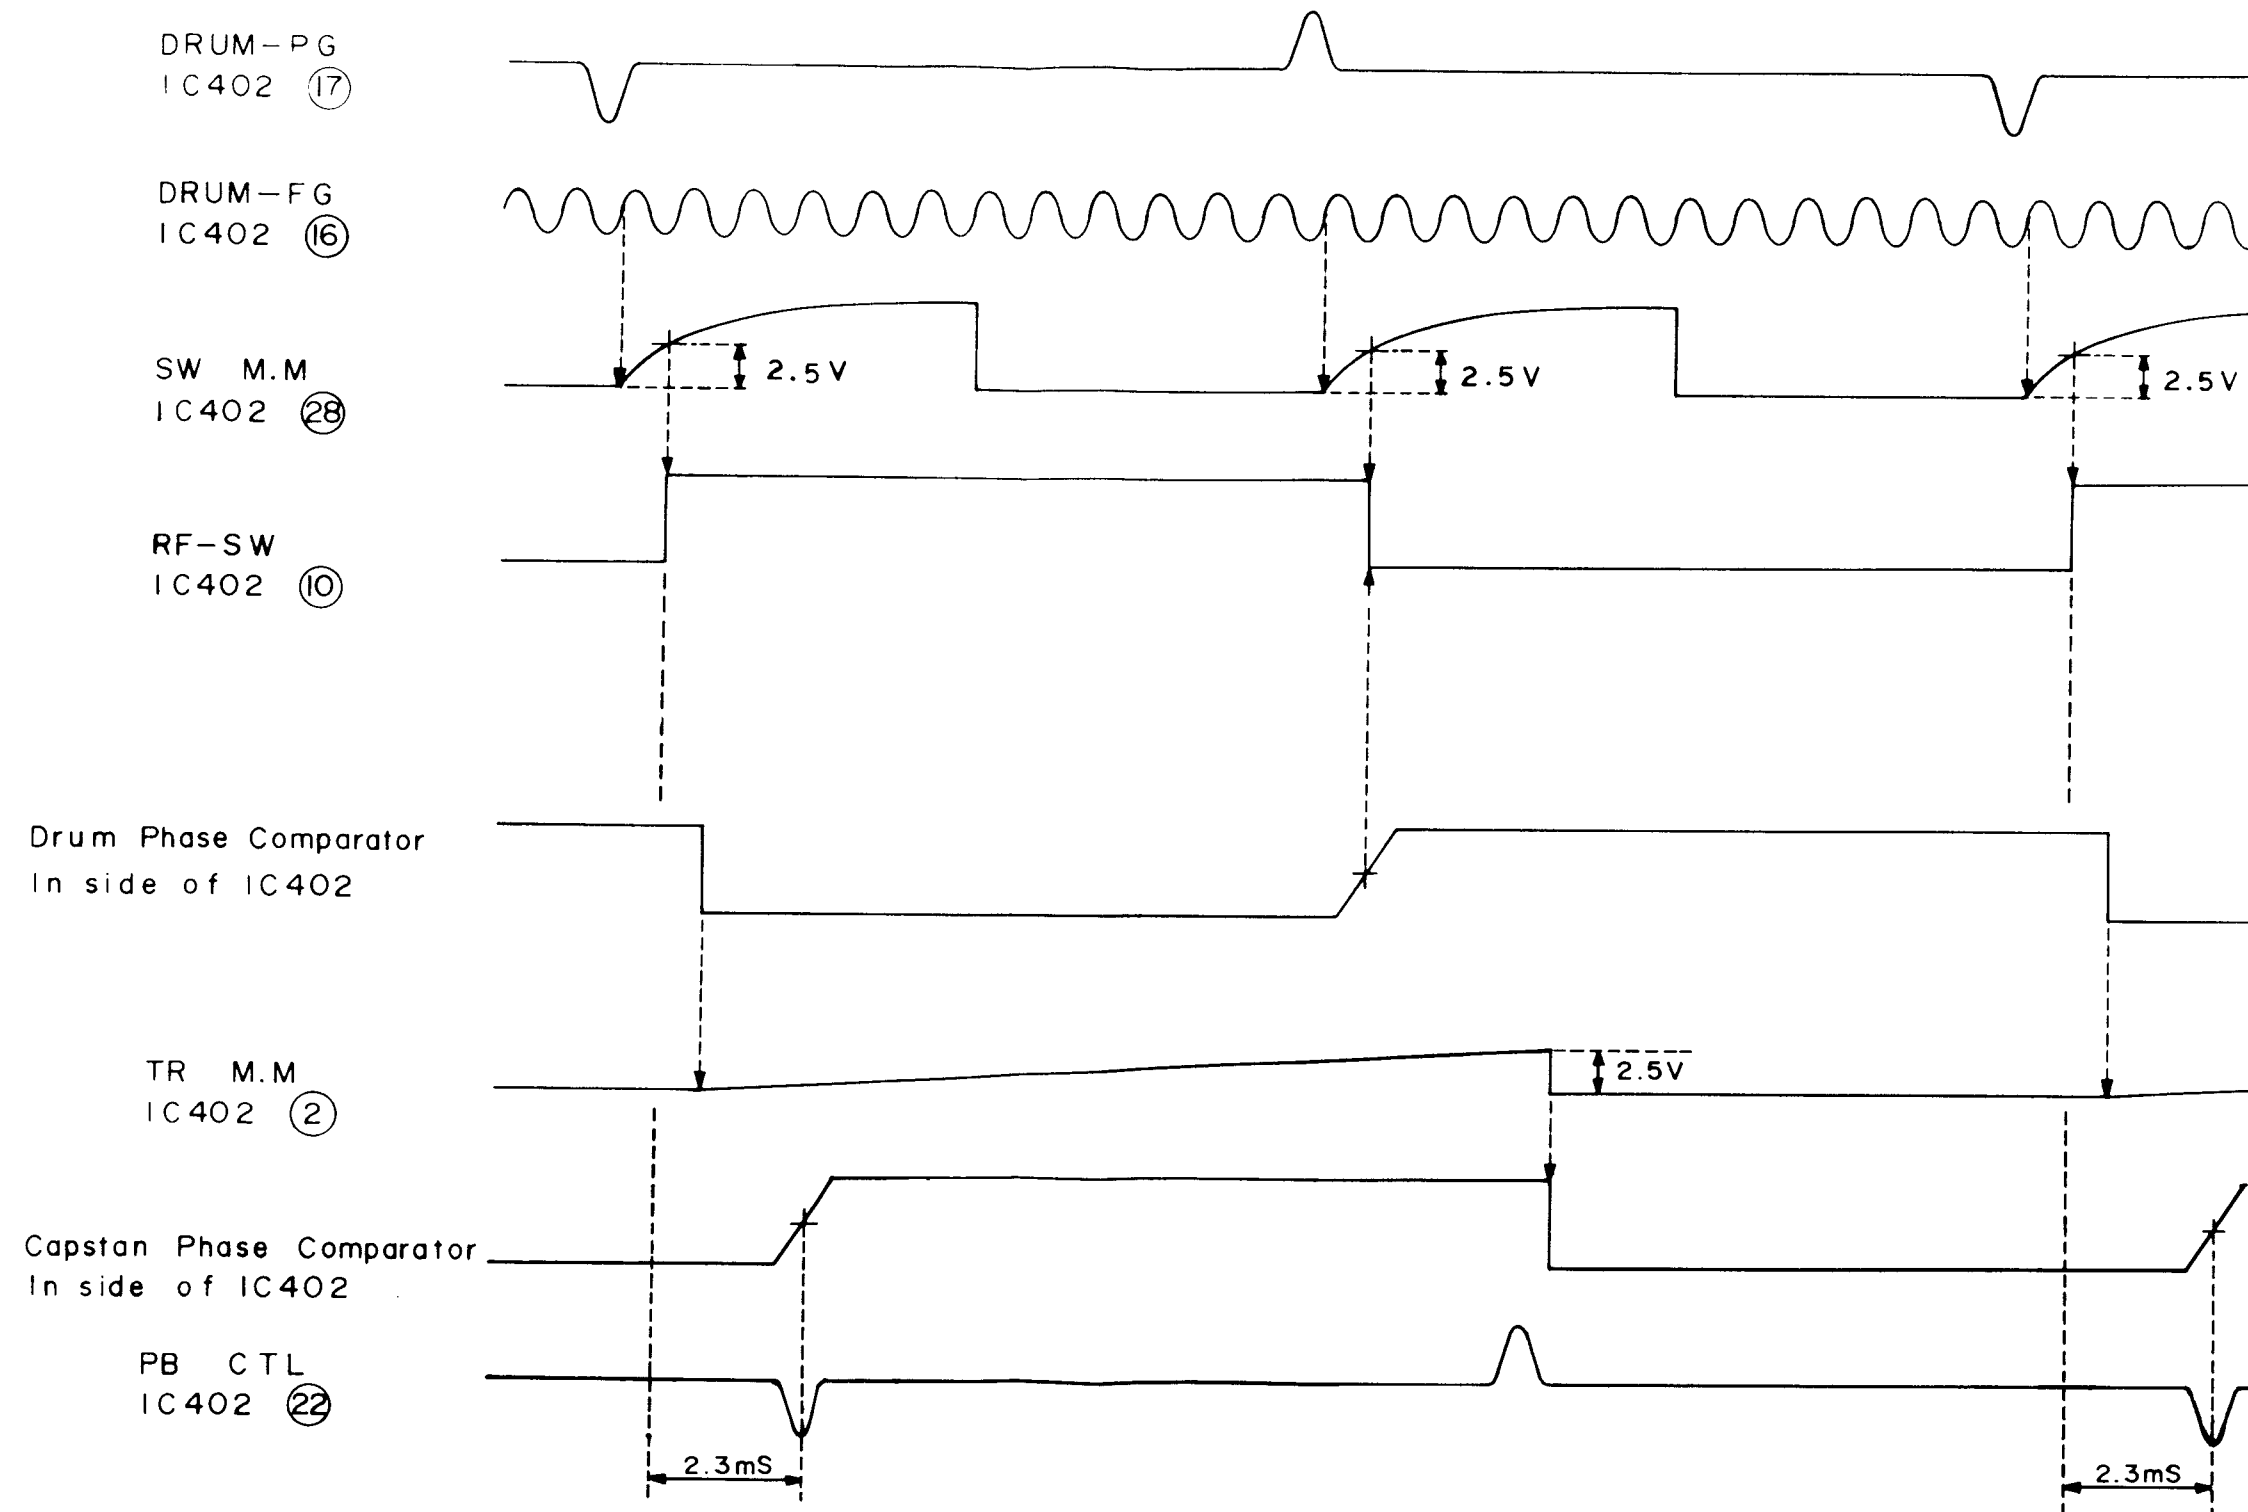 DRUM-PG
IC402 17
DRUM-FG
IC402 16
SW M.M
IC402 28
2.5V
2.5V
2.5V
RF-SW
IC402 10
Drum Phase Comparator
In side of IC402
TR M.M
IC402 2
2.5V
Capstan Phase Comparator
In side of IC402
PB CTL
IC402 22
2.3mS
2.3mS